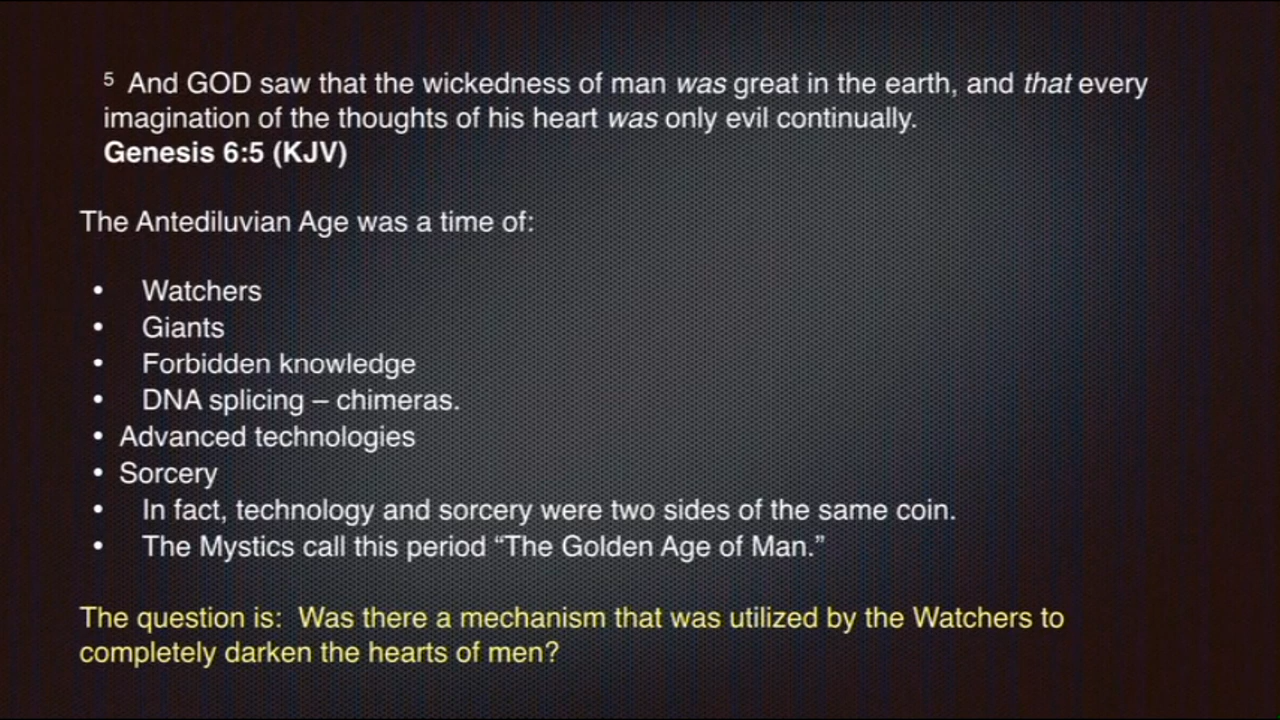 5 And GOD saw that the wickedness of man was great in the earth, and that every
imagination of the thoughts of his heart was only evil continually.
Genesis 6:5 (KJV)
The Antediluvian Age was a time of:
• Watchers
• Giants
• Forbidden knowledge
• DNA splicing – chimeras.
• Advanced technologies
• Sorcery
• In fact, technology and sorcery were two sides of the same coin.
• The Mystics call this period “The Golden Age of Man.”
The question is:  Was there a mechanism that was utilized by the Watchers to
completely darken the hearts of men?